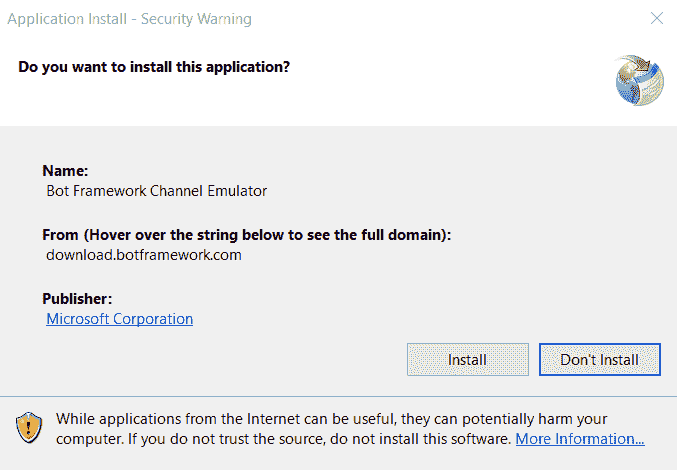 Application Install - Security Warning
Do you want to install this application?
Name:
Bot Framework Channel Emulator
From (Hover over the string below to see the full domain):
download.botframework.com
Publisher:
Microsoft Corporation
Install
Don't Install
While applications from the Internet can be useful, they can potentially harm your
computer. If you do not trust the source, do not install this software. More Information...